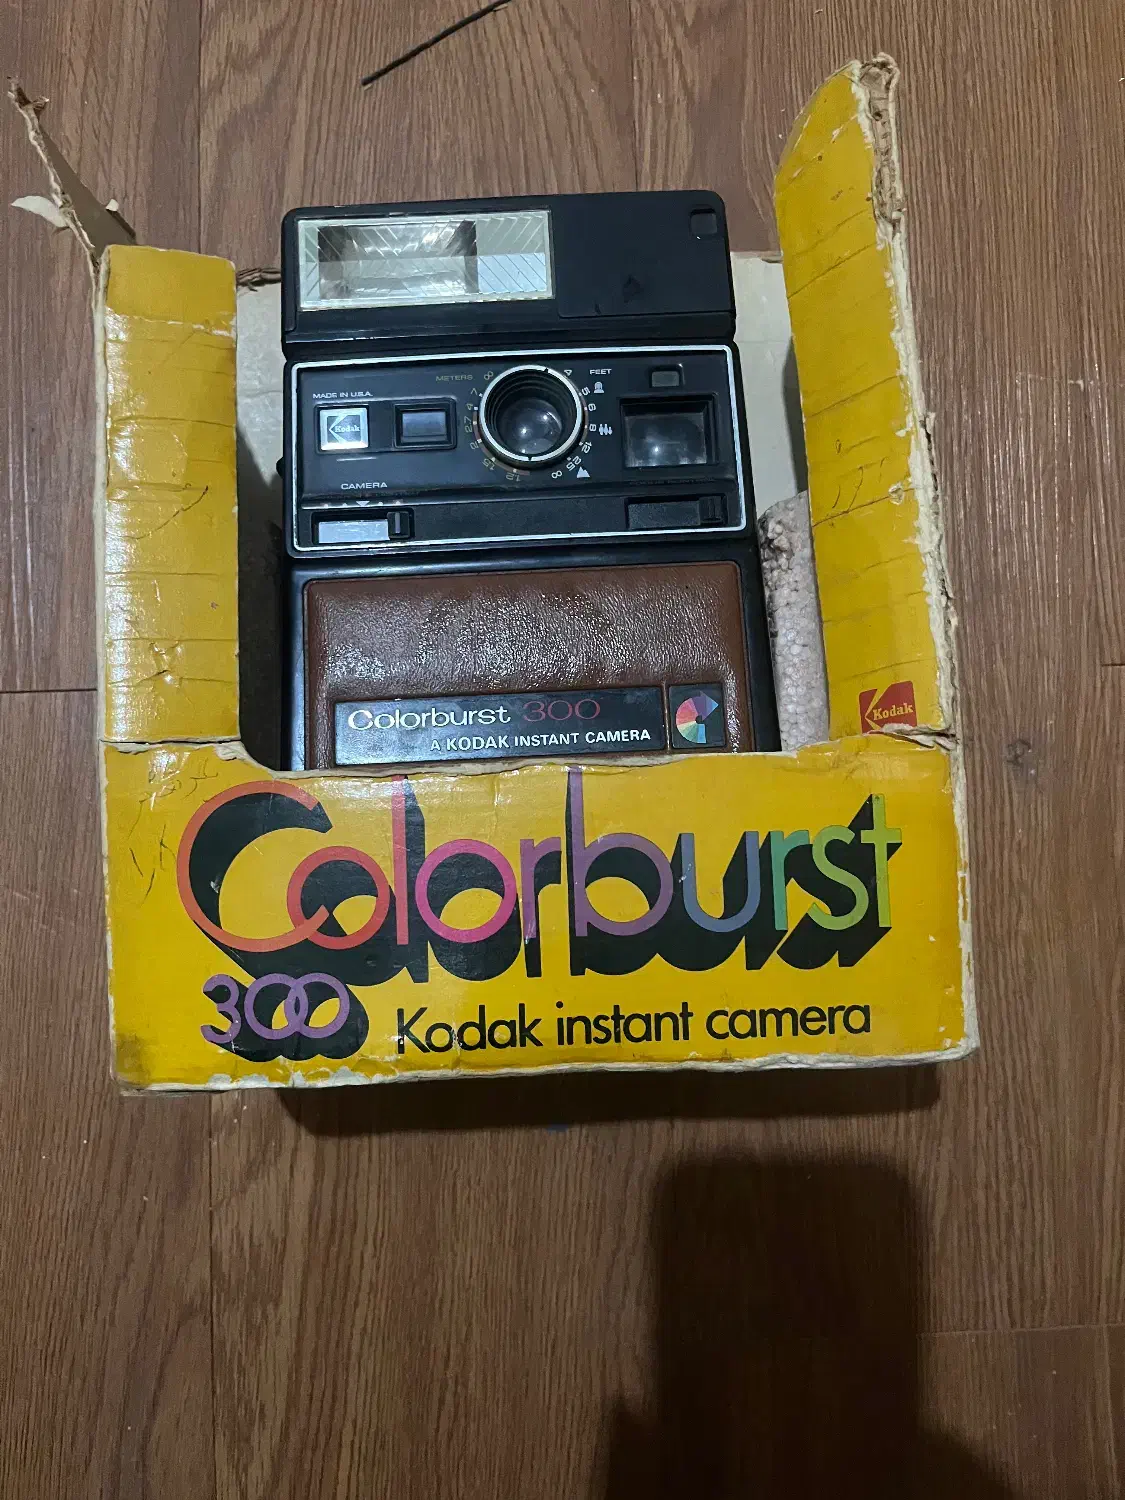 METERS
FEET
MADE IN U.S.A.
Kodak
CAMERA
Colorburst 300
A KODAK INSTANT CAMERA
Kodak
Colorburst
300
Kodak instant camera